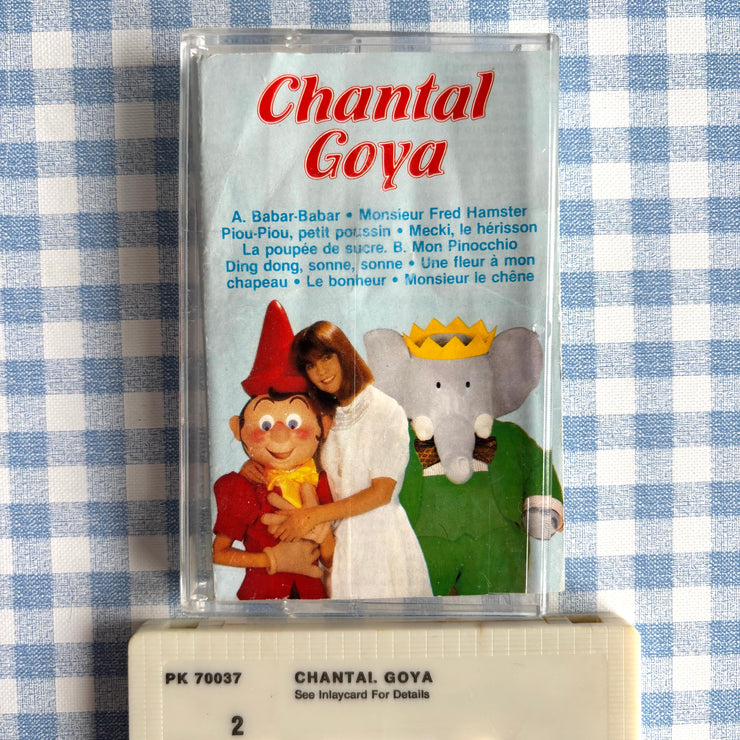 Chantal
Goya
A. Babar-Babar • Monsieur Fred Hamster
Piou-Piou, petit poussin • Mecki, le hérisson
La poupée de sucre. B. Mon Pinocchio
Ding dong, sonne, sonne • Une fleur à mon
chapeau • Le bonheur • Monsieur le chêne
PK 70037 CHANTAL GOYA
See Inlaycard For Details
2